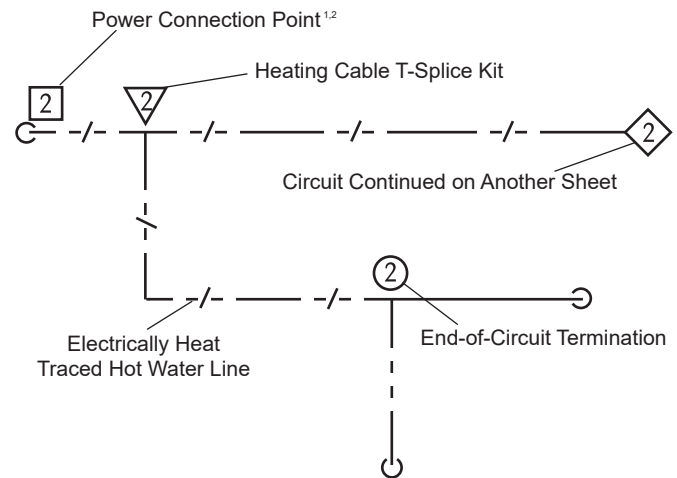 Power Connection Point 1,2
2
2
Heating Cable T-Splice Kit
2
Circuit Continued on Another Sheet
2
Electrically Heat
Traced Hot Water Line
End-of-Circuit Termination